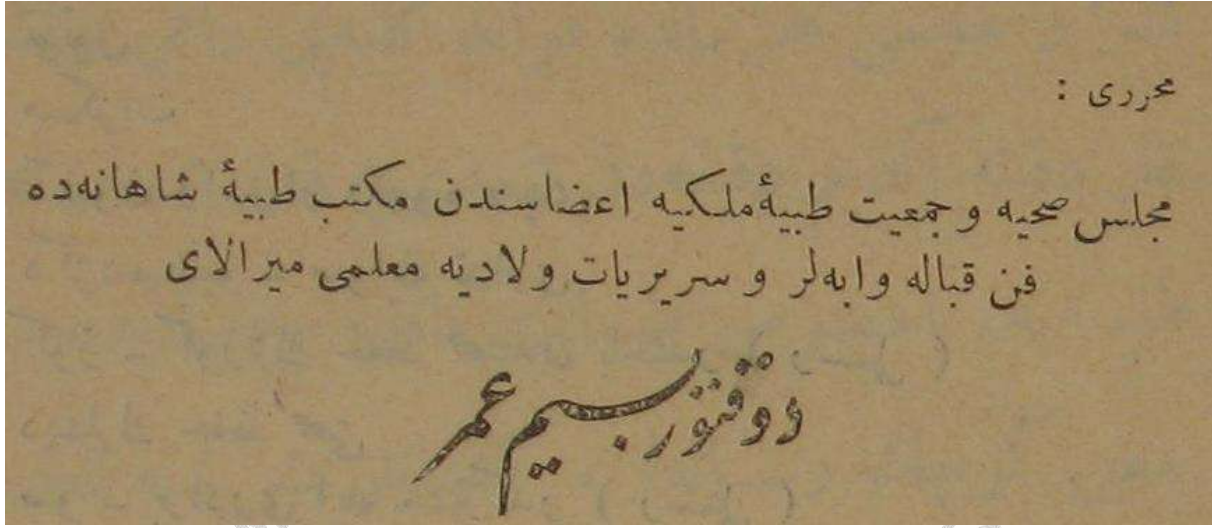 محرری :
مجلس صحیه و جمعیت طبیهٔ ملکیه اعضاسندن مکتب طبیهٔ شاهانه‌ده
فن قباله و ابه‌لر و سریریات ولادیه معلمی میرالای
دوقتور بسیم عمر